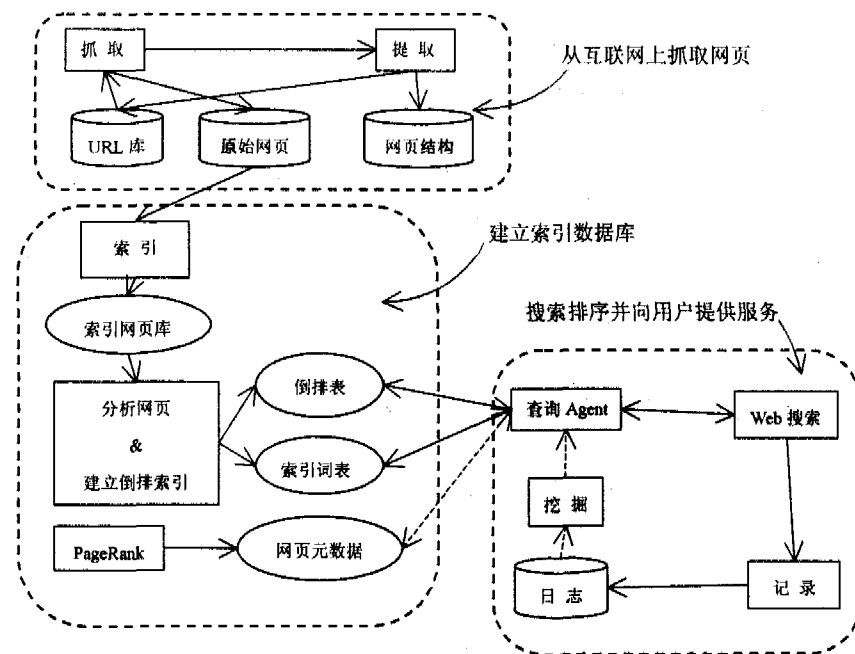 抓 取
提 取
从互联网上抓取网页
URL 库
原始网页
网页结构
索 引
建立索引数据库
索引网页库
搜索排序并向用户提供服务
分析网页
&
建立倒排索引
倒排表
索引词表
查询 Agent
Web 搜索
挖 掘
PageRank
网页元数据
日 志
记 录